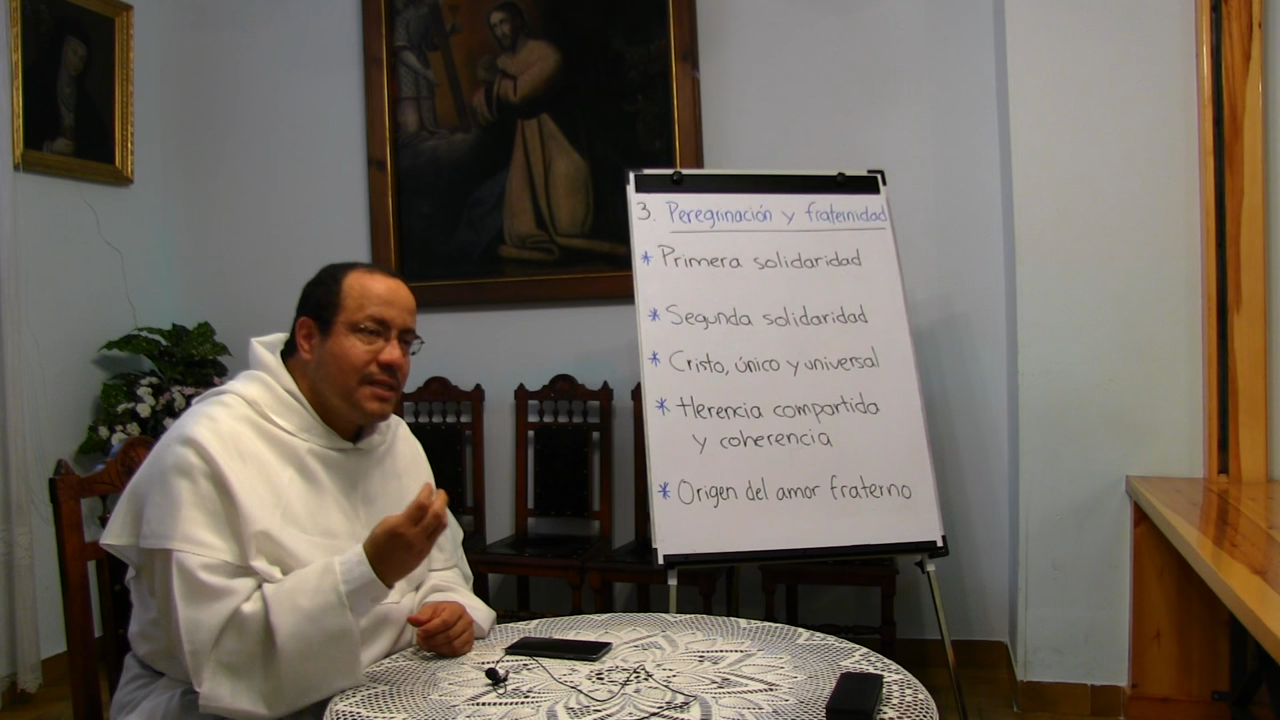 3. Peregrinación y fraternidad
* Primera solidaridad
* Segunda solidaridad
* Cristo, único y universal
* Herencia compartida
y coherencia
* Origen del amor fraterno